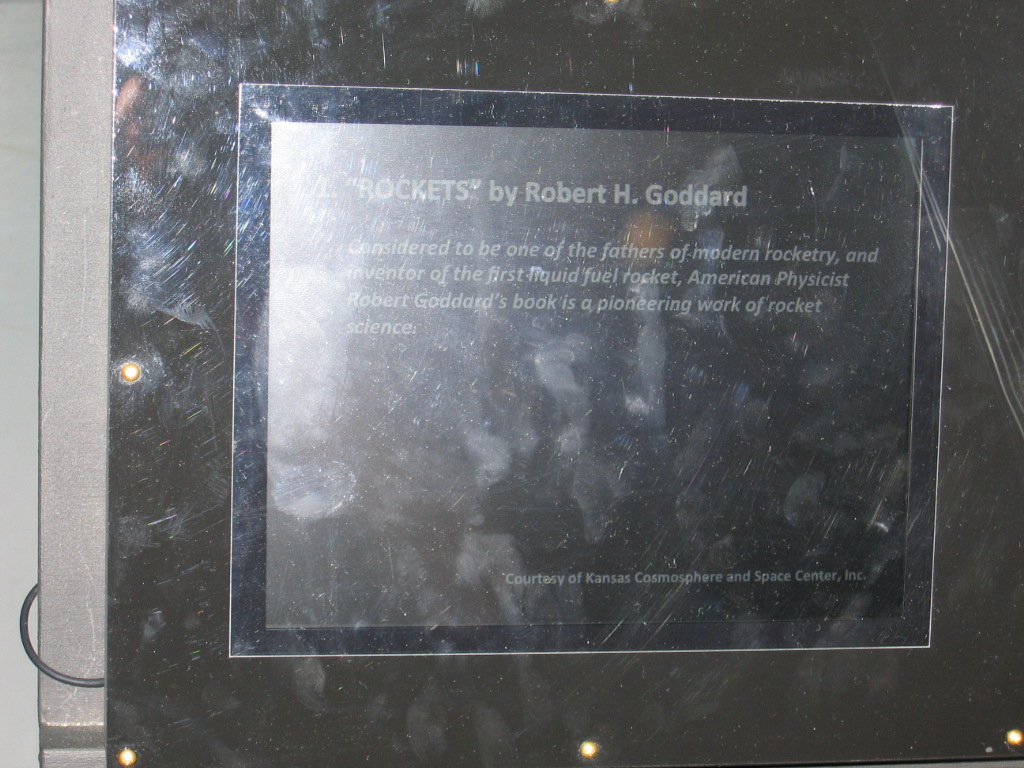 1. "ROCKETS" by Robert H. Goddard
Considered to be one of the fathers of modern rocketry, and
inventor of the first liquid fuel rocket, American Physicist
Robert Goddard's book is a pioneering work of rocket
science.
*Courtesy of Kansas Cosmosphere and Space Center, Inc.